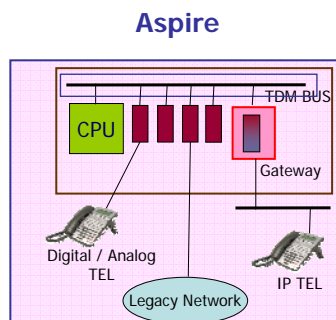 Aspire
TDM BUS
CPU
Gateway
Digital / Analog
TEL
IP TEL
Legacy Network